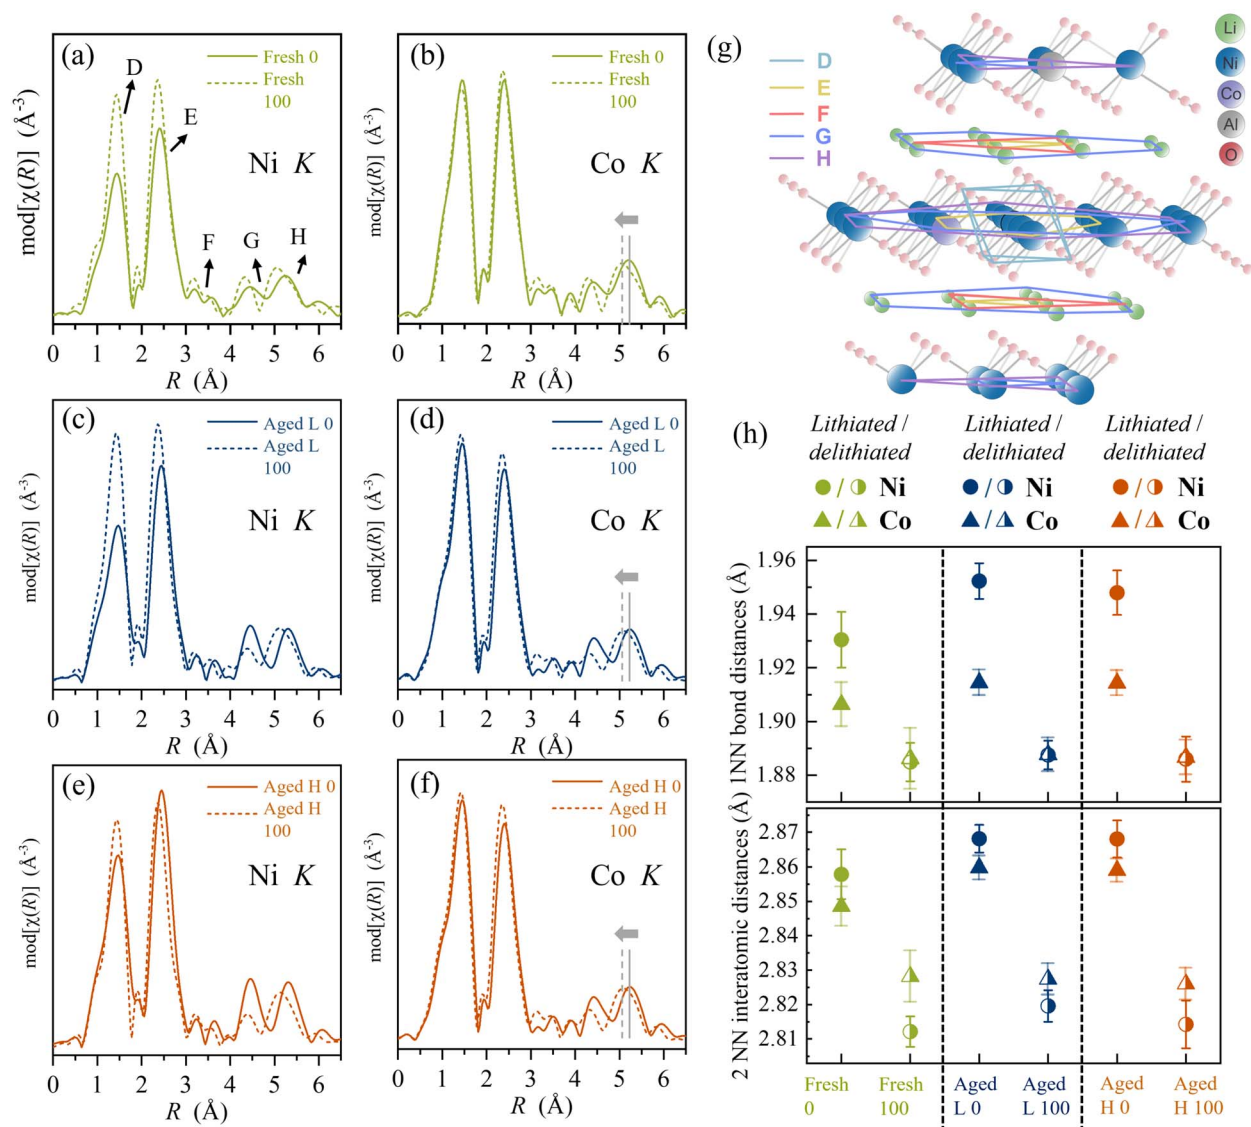 (a)
D
E
F
G
H
Fresh 0
Fresh
100
Ni K
mod[χ(R)] (Å⁻³)
0 1 2 3 4 5 6
R (Å)
(b)
Fresh 0
Fresh
100
Co K
0 1 2 3 4 5 6
R (Å)
(c)
Aged L 0
Aged L
100
Ni K
mod[χ(R)] (Å⁻³)
0 1 2 3 4 5 6
R (Å)
(d)
Aged L 0
Aged L
100
Co K
mod[χ(R)] (Å⁻³)
0 1 2 3 4 5 6
R (Å)
(e)
Aged H 0
Aged H
100
Ni K
mod[χ(R)] (Å⁻³)
0 1 2 3 4 5 6
R (Å)
(f)
Aged H 0
Aged H
100
Co K
mod[χ(R)] (Å⁻³)
0 1 2 3 4 5 6
R (Å)
(g)
D
E
F
G
H
Li
Ni
Co
Al
O
(h)
Lithiated /
delithiated
/ Ni
/ Co
Lithiated /
delithiated
/ Ni
/ Co
Lithiated /
delithiated
/ Ni
/ Co
1NN bond distances (Å)
1.96
1.94
1.92
1.90
1.88
2 NN interatomic distances (Å)
2.87
2.86
2.85
2.84
2.83
2.82
2.81
Fresh
0
Fresh
100
Aged
L 0
Aged
L 100
Aged
H 0
Aged
H 100